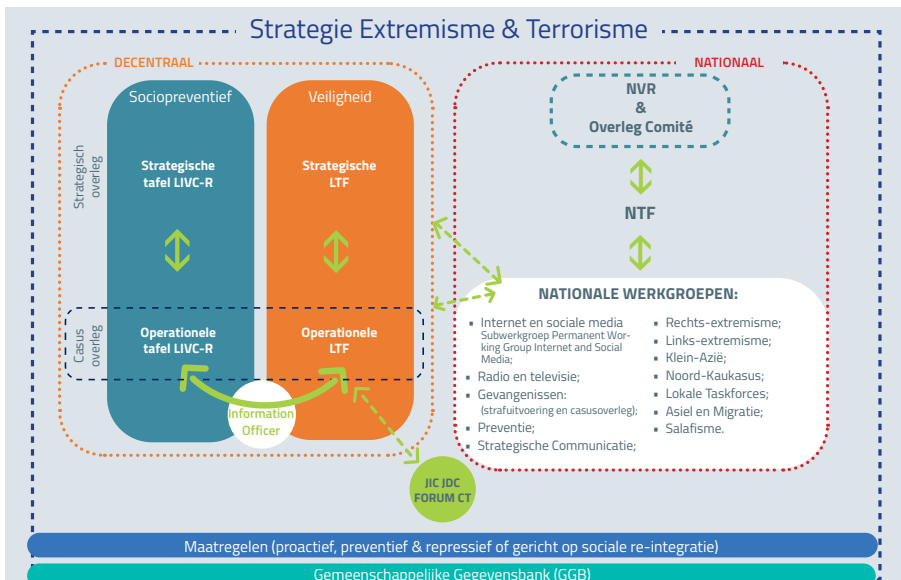 Strategie Extremisme & Terrorisme
DECENTRAAL
Sociopreventief
Veiligheid
Strategisch
overleg
Strategische
tafel LIVC-R
Strategische
LTF
Casus
overleg
Operationele
tafel LIVC-R
Operationele
LTF
Information
Officer
JIC JDC
FORUM CT
NATIONAAL
NVR
&
Overleg Comité
NTF
NATIONALE WERKGROEPEN:
▪ Internet en sociale media
Subwerkgroep Permanent Wor-
king Group Internet and Social
Media;
▪ Radio en televisie;
▪ Gevangenissen:
(strafuitvoering en casusoverleg);
▪ Preventie;
▪ Strategische Communicatie;
▪ Rechts-extremisme;
▪ Links-extremisme;
▪ Klein-Azië;
▪ Noord-Kaukasus;
▪ Lokale Taskforces;
▪ Asiel en Migratie;
▪ Salafisme.
Maatregelen (proactief, preventief & repressief of gericht op sociale re-integratie)
Gemeenschappelijke Gegevensbank (GGB)